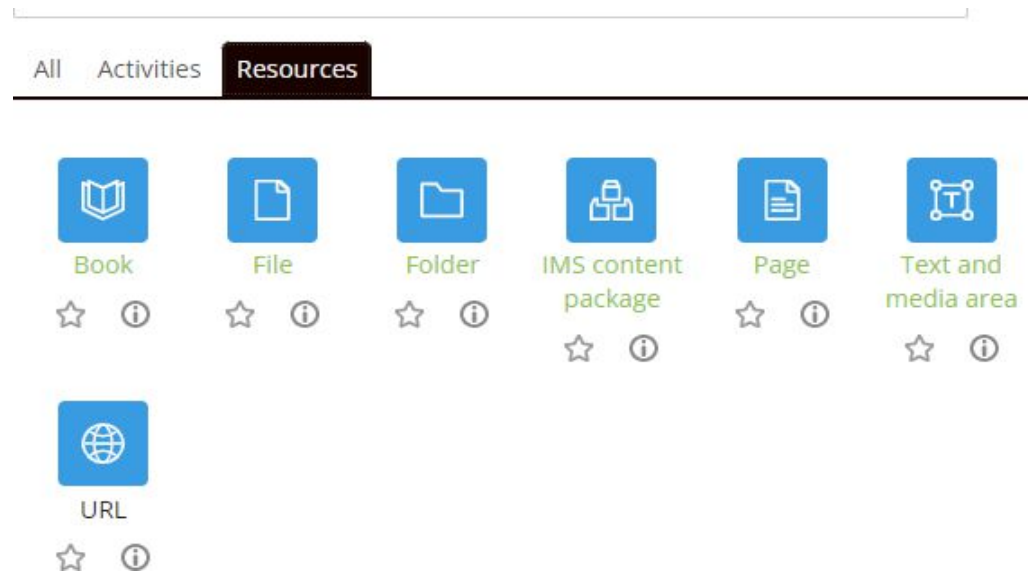 All Activities Resources
Book File Folder IMS content package Page Text and media area
URL